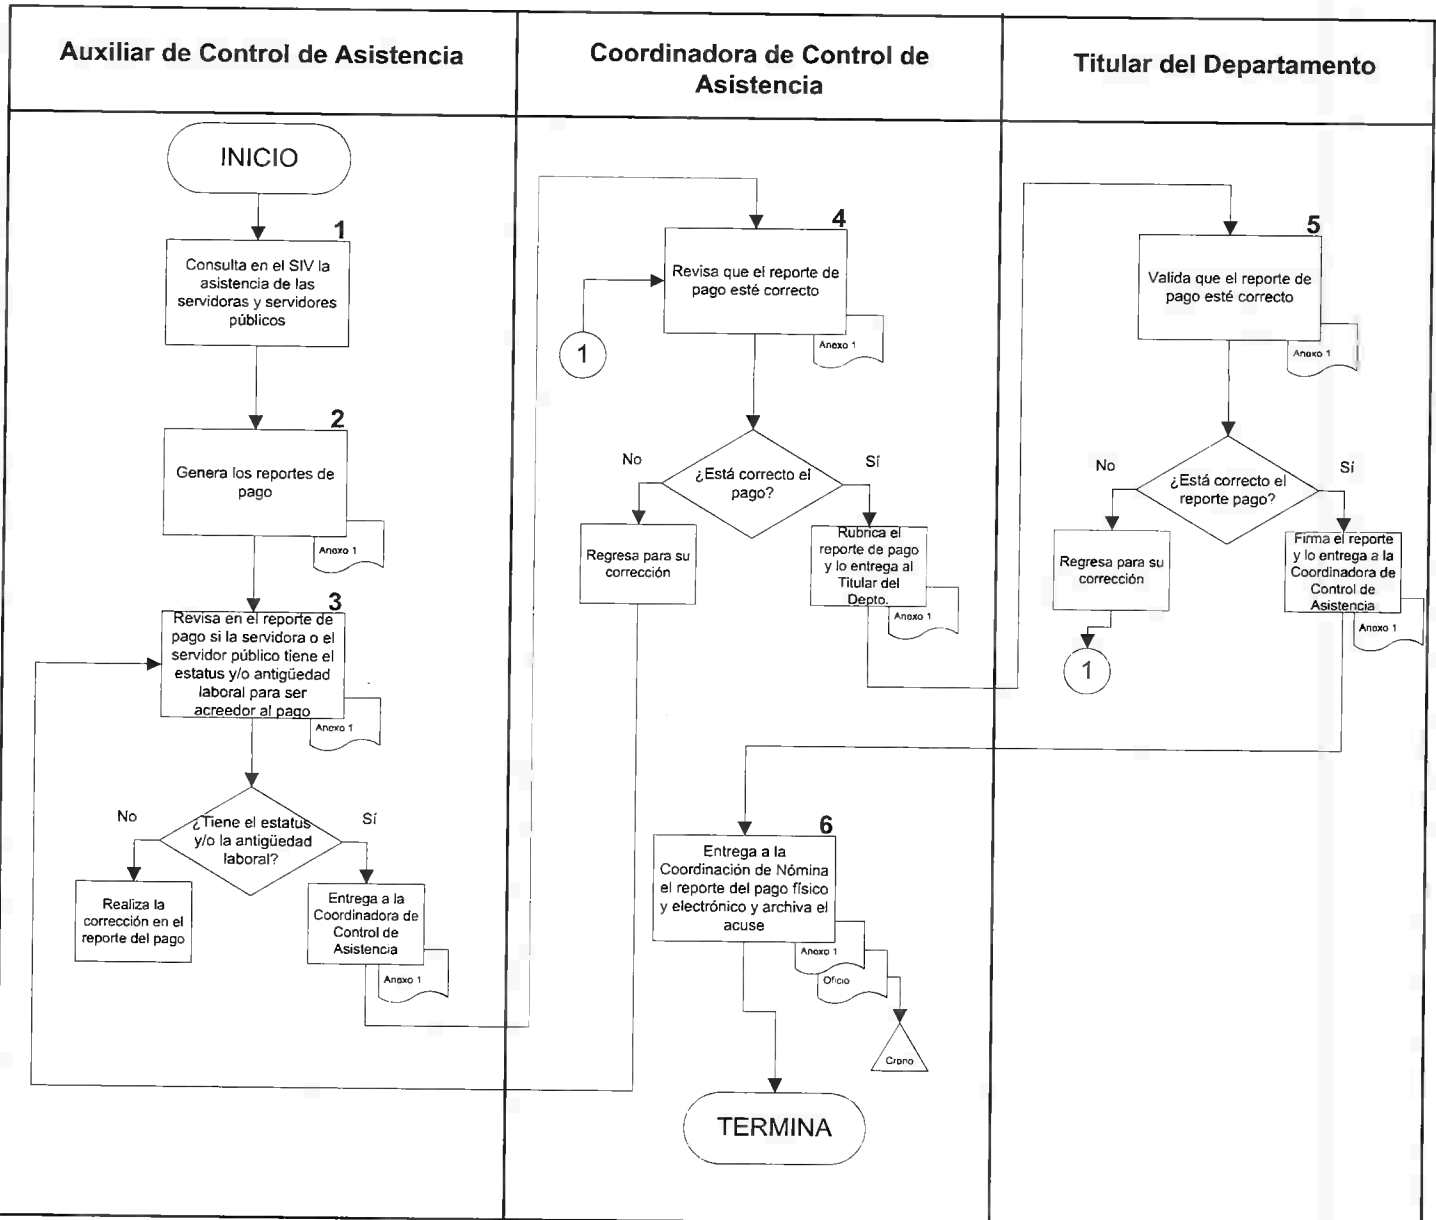 Auxiliar de Control de Asistencia
Coordinadora de Control de
Asistencia
Titular del Departamento
INICIO
1
Consulta en el SIV la
asistencia de las
servidoras y servidores
públicos
2
Genera los reportes de
pago
Anexo 1
3
Revisa en el reporte de
pago si la servidora o el
servidor público tiene el
estatus y/o antigüedad
laboral para ser
acreedor al pago
Anexo 1
¿Tiene el estatus
y/o la antigüedad
laboral?
No
Sí
Realiza la
corrección en el
reporte del pago
Entrega a la
Coordinadora de
Control de
Asistencia
Anexo 1
4
Revisa que el reporte de
pago esté correcto
Anexo 1
1
¿Está correcto el
pago?
No
Sí
Regresa para su
corrección
Rubrica el
reporte de pago
y lo entrega al
Titular del
Depto.
Anexo 1
5
Valida que el reporte de
pago esté correcto
Anexo 1
¿Está correcto el
reporte pago?
No
Sí
Regresa para su
corrección
1
Firma el reporte
y lo entrega a la
Coordinadora de
Control de
Asistencia
Anexo 1
6
Entrega a la
Coordinación de Nómina
el reporte del pago físico
y electrónico y archiva el
acuse
Anexo 1
Oficio
Crono
TERMINA